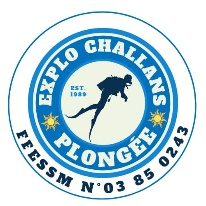 EXPLO CHALLANS
EST.
1989
PLONGÉE
FFESSM N°03 85 0243